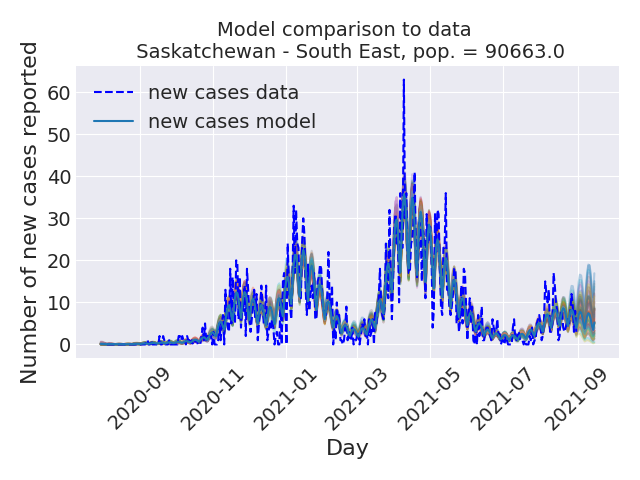 Model comparison to data
Saskatchewan - South East, pop. = 90663.0
Number of new cases reported
60
50
40
30
20
10
0
new cases data
new cases model
2020-09
2020-11
2021-01
2021-03
2021-05
2021-07
2021-09
Day